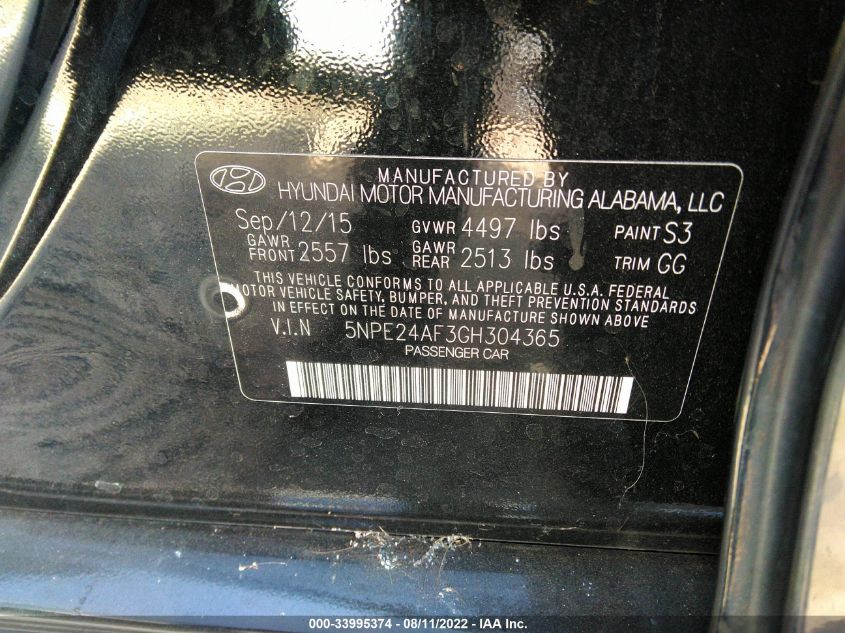 MANUFACTURED BY
HYUNDAI MOTOR MANUFACTURING ALABAMA, LLC
Sep/12/15 GVWR 4497 lbs PAINT S3
GAWR FRONT 2557 lbs GAWR REAR 2513 lbs TRIM GG
THIS VEHICLE CONFORMS TO ALL APPLICABLE U.S.A. FEDERAL
MOTOR VEHICLE SAFETY, BUMPER, AND THEFT PREVENTION STANDARDS
IN EFFECT ON THE DATE OF MANUFACTURE SHOWN ABOVE
V.I.N 5NPE24AF3GH304365
PASSENGER CAR
000-33995374 - 08/11/2022 - IAA, Inc.